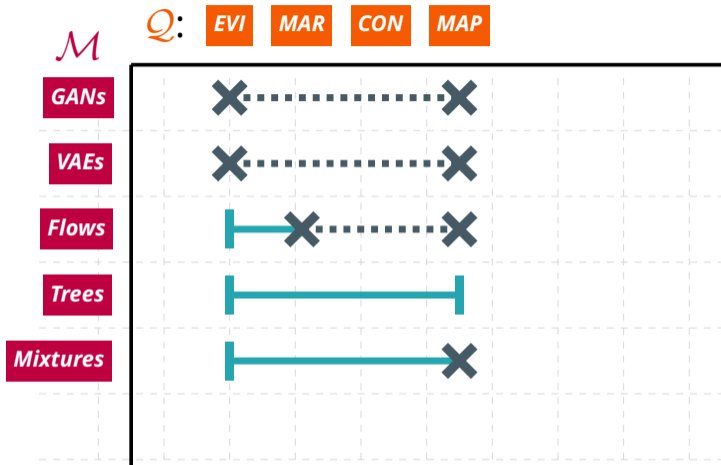 𝒬: EVI MAR CON MAP
ℳ
GANs
VAEs
Flows
Trees
Mixtures